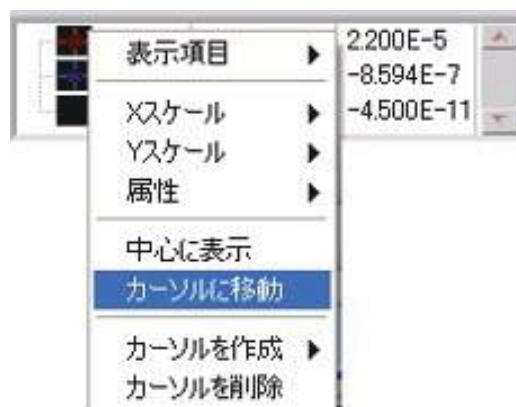 表示項目
2.200E-5
-8.594E-7
-4.500E-11
Xスケール
Yスケール
属性
中心に表示
カーソルに移動
カーソルを作成
カーソルを削除